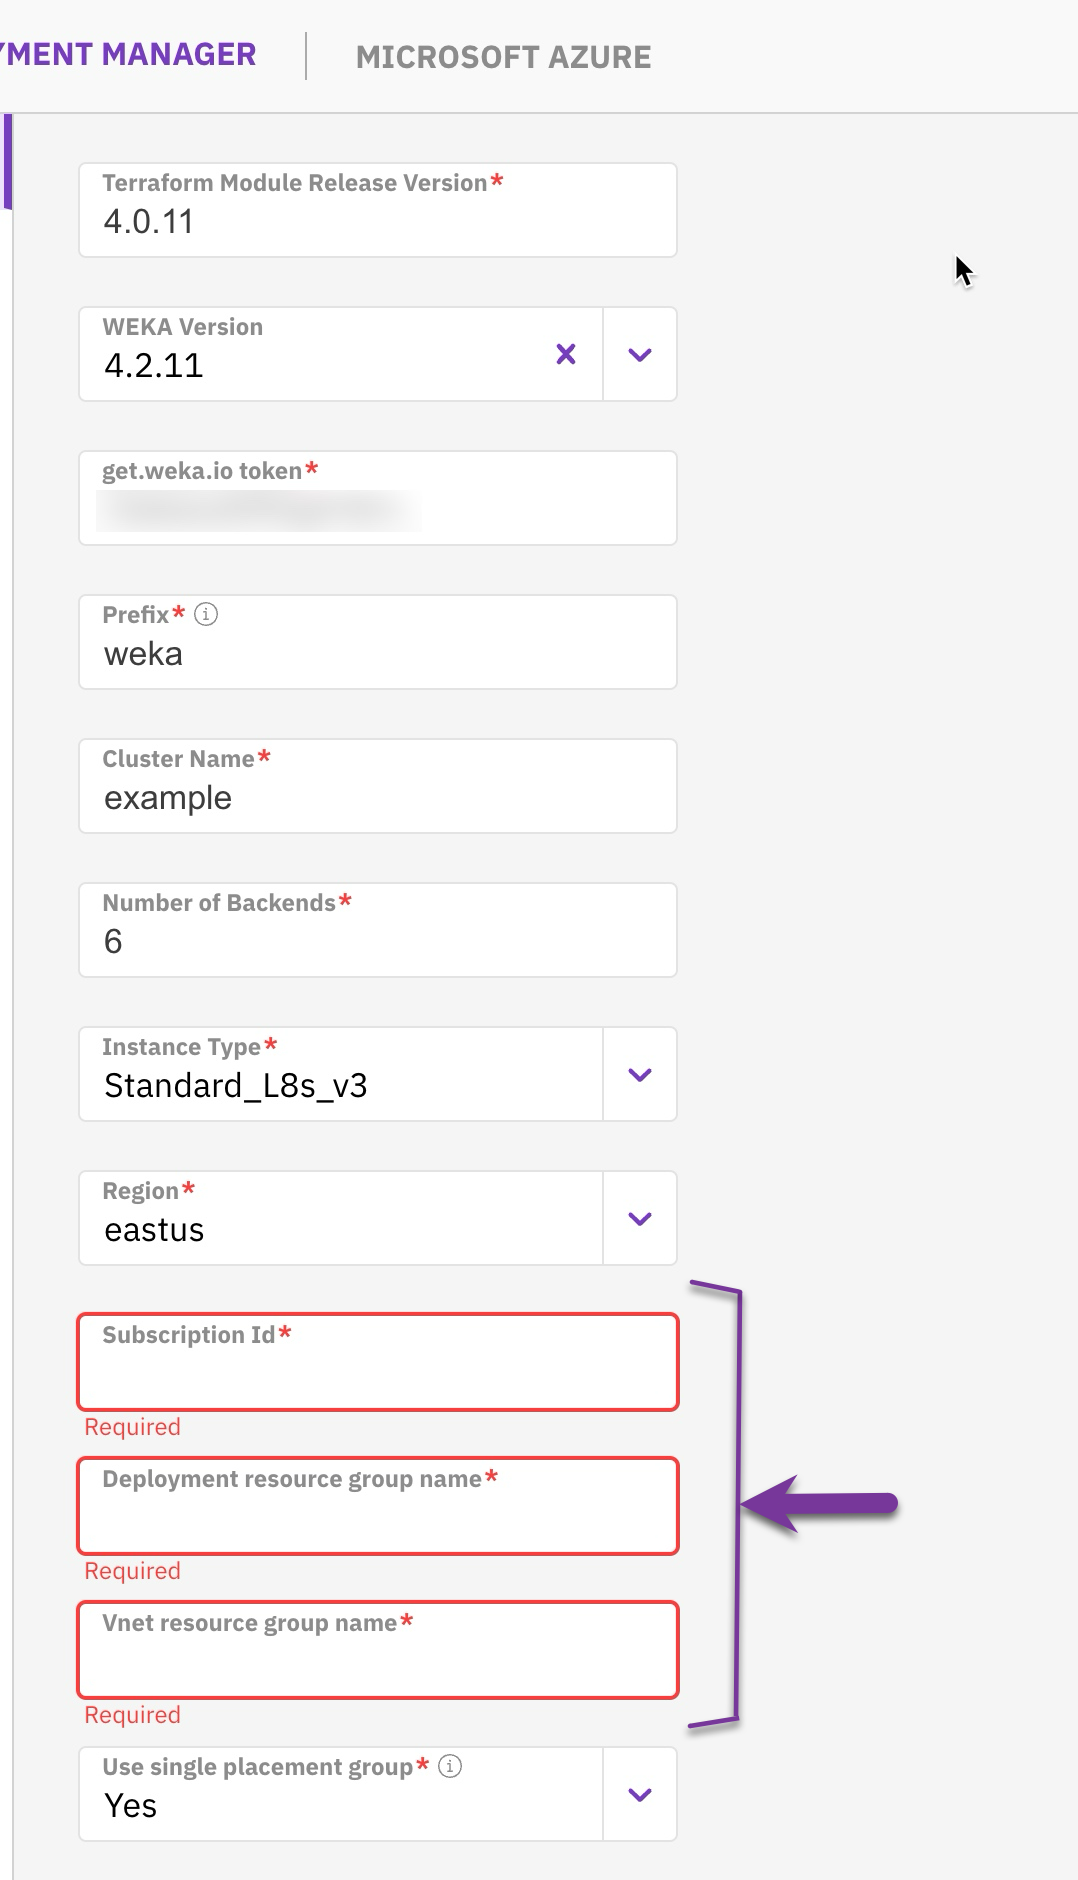 YMENT MANAGER
MICROSOFT AZURE
Terraform Module Release Version*
4.0.11
WEKA Version
4.2.11
get.weka.io token*
Prefix*
weka
Cluster Name*
example
Number of Backends*
6
Instance Type*
Standard_L8s_v3
Region*
eastus
Subscription Id*
Required
Deployment resource group name*
Required
Vnet resource group name*
Required
Use single placement group*
Yes